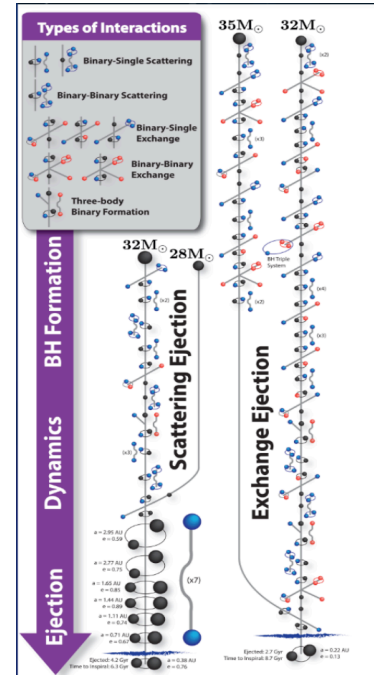 Types of Interactions
Binary-Single Scattering
Binary-Binary Scattering
Binary-Single
Exchange
Binary-Binary
Exchange
Three-body
Binary Formation
BH Formation
Dynamics
Ejection
32M⊙
28M⊙
(x2)
(x3)
Scattering Ejection
a = 2.95 AU
e = 0.59
a = 2.77 AU
e = 0.75
a = 1.65 AU
e = 0.85
a = 1.44 AU
e = 0.89
a = 1.11 AU
e = 0.74
a = 0.71 AU
e = 0.67
(x7)
Ejected: 4.2 Gyr
Time to Inspiral: 6.3 Gyr
a = 0.38 AU
e = 0.76
35M⊙
32M⊙
(x2)
(x3)
BH Triple
System
(x4)
(x2)
(x3)
Exchange Ejection
Ejected: 2.7 Gyr
Time to Inspiral: 8.7 Gyr
a = 0.22 AU
e = 0.13